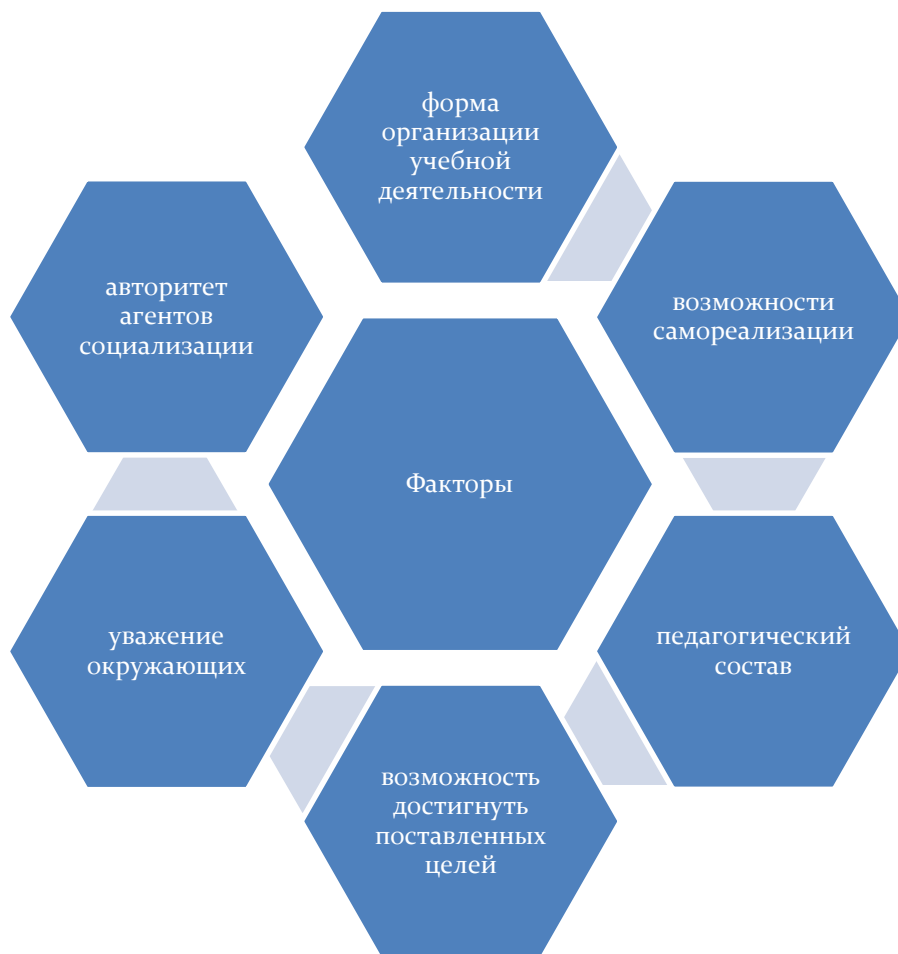 форма
организации
учебной
деятельности
возможности
самореализации
педагогический
состав
возможность
достигнуть
поставленных
целей
уважение
окружающих
авторитет
агентов
социализации
Факторы